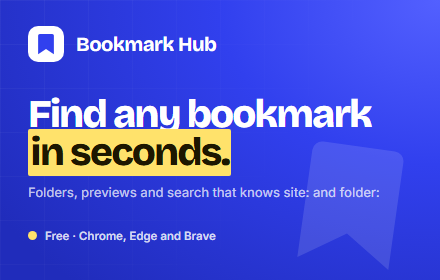 Bookmark Hub
Find any bookmark
in seconds.
Folders, previews and search that knows site: and folder:
Free · Chrome, Edge and Brave